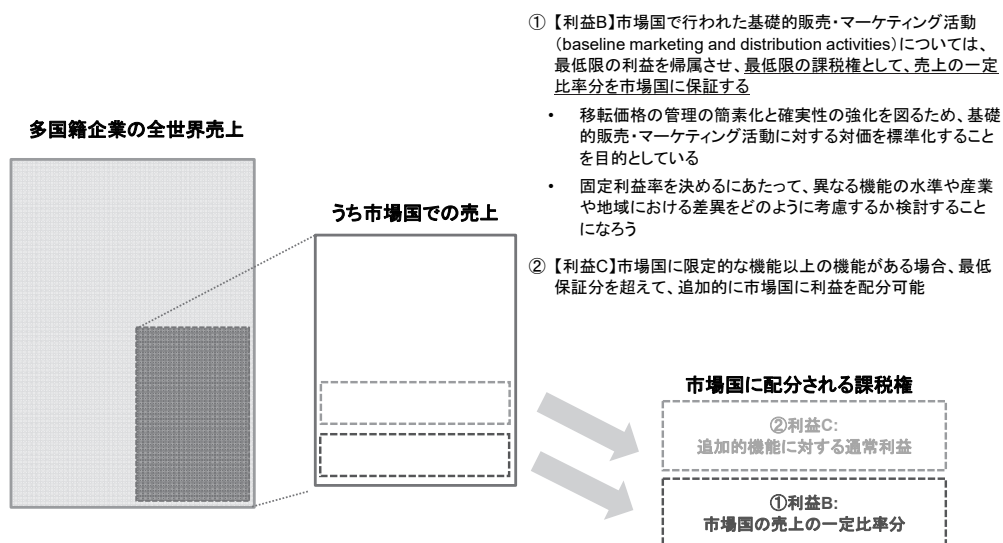 ① 【利益B】市場国で行われた基礎的販売・マーケティング活動
（baseline marketing and distribution activities）については、
最低限の利益を帰属させ、最低限の課税権として、売上の一定
比率分を市場国に保証する
• 移転価格の管理の簡素化と確実性の強化を図るため、基礎
的販売・マーケティング活動に対する対価を標準化すること
を目的としている
• 固定利益率を決めるにあたって、異なる機能の水準や産業
や地域における差異をどのように考慮するか検討すること
になろう
② 【利益C】市場国に限定的な機能以上の機能がある場合、最低
保証分を超えて、追加的に市場国に利益を配分可能
多国籍企業の全世界売上
うち市場国での売上
市場国に配分される課税権
②利益C:
追加的機能に対する通常利益
①利益B:
市場国の売上の一定比率分